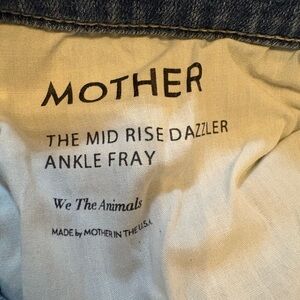 MOTHER
THE MID RISE DAZZLER
ANKLE FRAY
We The Animals
MADE by MOTHER IN THE U.S.A.